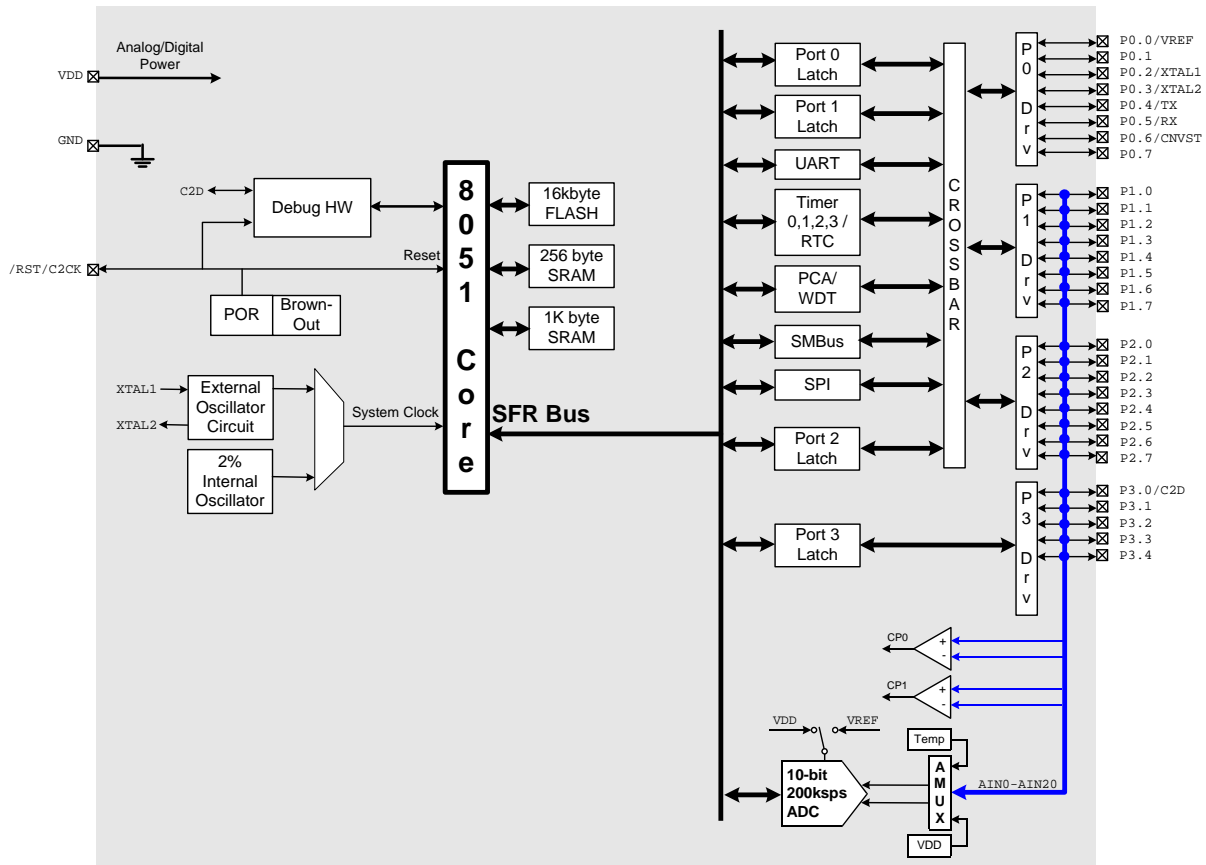 Analog/Digital
Power
VDD
GND
C2D
Debug HW
/RST/C2CK
Reset
POR
Brown-
Out
XTAL1
XTAL2
External
Oscillator
Circuit
2%
Internal
Oscillator
System Clock
8
0
5
1
C
o
r
e
16kbyte
FLASH
256 byte
SRAM
1K byte
SRAM
SFR Bus
Port 0
Latch
Port 1
Latch
UART
Timer
0,1,2,3 /
RTC
PCA/
WDT
SMBus
SPI
Port 2
Latch
Port 3
Latch
C
R
O
S
S
B
A
R
P
0
D
r
v
P0.0/VREF
P0.1
P0.2/XTAL1
P0.3/XTAL2
P0.4/TX
P0.5/RX
P0.6/CNVST
P0.7
P
1
D
r
v
P1.0
P1.1
P1.2
P1.3
P1.4
P1.5
P1.6
P1.7
P
2
D
r
v
P2.0
P2.1
P2.2
P2.3
P2.4
P2.5
P2.6
P2.7
P
3
D
r
v
P3.0/C2D
P3.1
P3.2
P3.3
P3.4
CP0
+
-
CP1
+
-
VDD
VREF
Temp
10-bit
200ksps
ADC
A
M
U
X
AIN0-AIN20
VDD